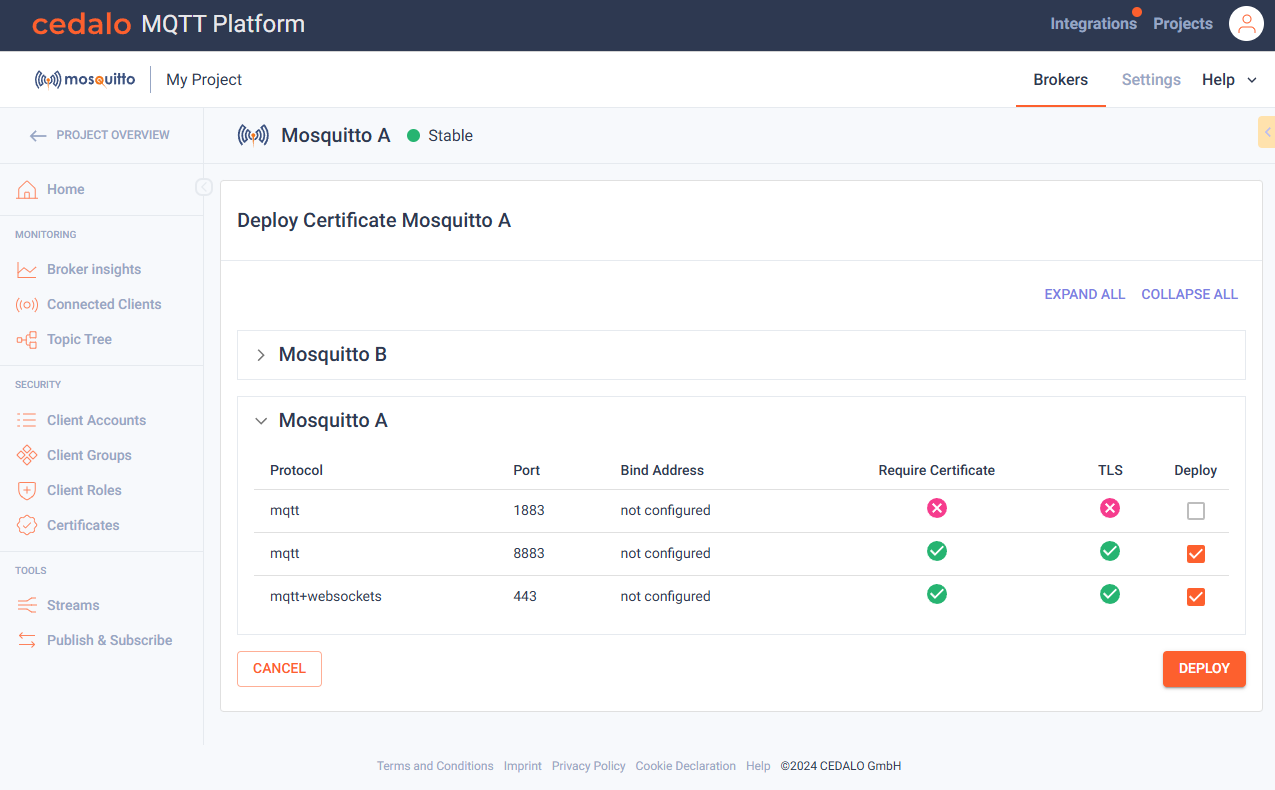 cedalo MQTT Platform
Integrations Projects
mosquitto My Project
Brokers Settings Help
PROJECT OVERVIEW
Mosquitto A Stable
Home
MONITORING
Broker insights
Connected Clients
Topic Tree
SECURITY
Client Accounts
Client Groups
Client Roles
Certificates
TOOLS
Streams
Publish & Subscribe
Deploy Certificate Mosquitto A
EXPAND ALL COLLAPSE ALL
Mosquitto B
Mosquitto A
Protocol Port Bind Address Require Certificate TLS Deploy
mqtt 1883 not configured
mqtt 8883 not configured
mqtt+websockets 443 not configured
CANCEL DEPLOY
Terms and Conditions Imprint Privacy Policy Cookie Declaration Help ©2024 CEDALO GmbH